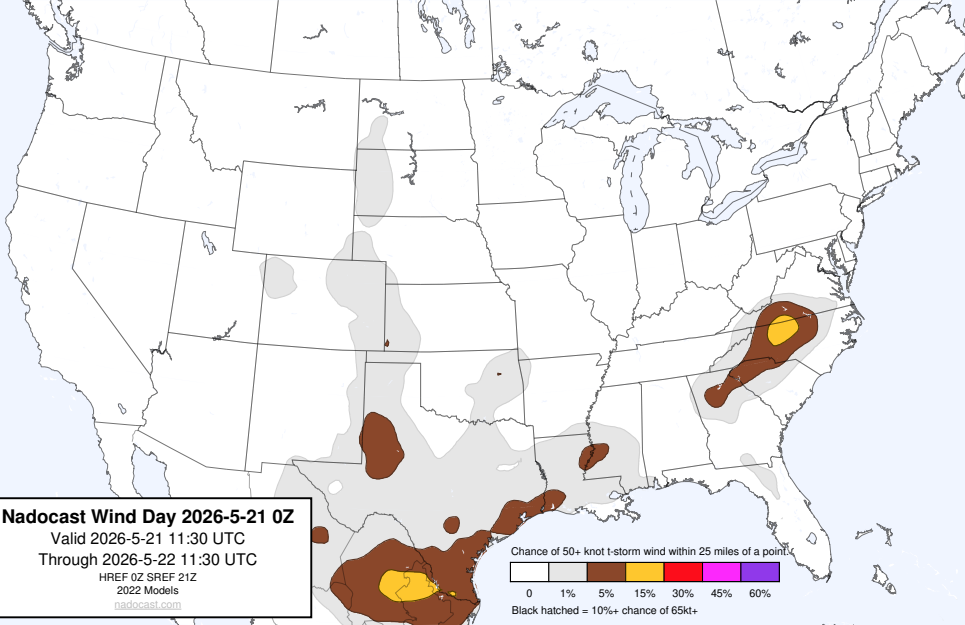 Nadocast Wind Day 2026-5-21 0Z
Valid 2026-5-21 11:30 UTC
Through 2026-5-22 11:30 UTC
HREF 0Z SREF 21Z
2022 Models
nadocast.com
Chance of 50+ knot t-storm wind within 25 miles of a point.
0 1% 5% 15% 30% 45% 60%
Black hatched = 10%+ chance of 65kt+